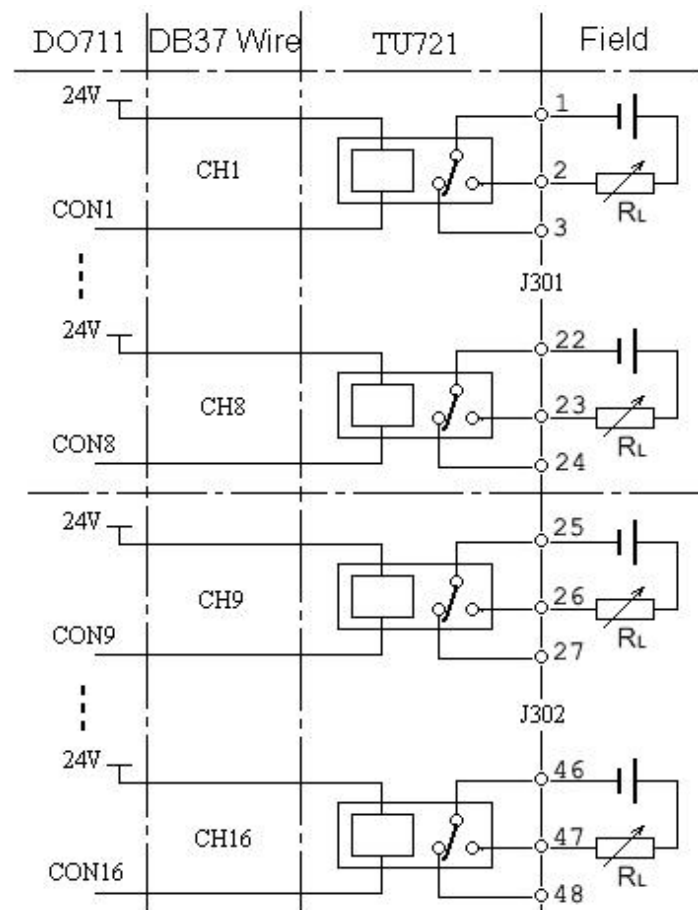 DO711 DB37 Wire TU721 Field
24V
1
CH1
2
CON1
RL
3
J301
24V
22
CH8
23
CON8
RL
24
24V
25
CH9
26
CON9
RL
27
J302
24V
46
CH16
47
CON16
RL
48